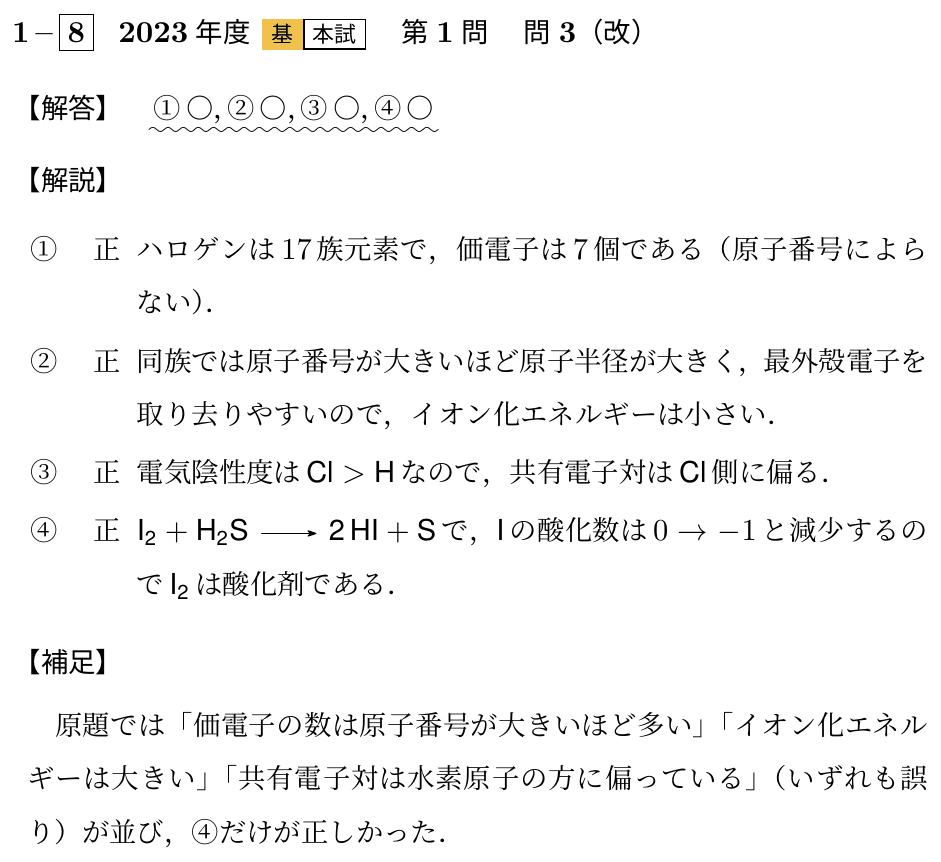 1–8 2023年度 基 本試 第1問 問3（改）
【解答】 ①○,②○,③○,④○
【解説】
① 正 ハロゲンは17族元素で，価電子は7個である（原子番号によら
ない）．
② 正 同族では原子番号が大きいほど原子半径が大きく，最外殻電子を
取り去りやすいので，イオン化エネルギーは小さい．
③ 正 電気陰性度は Cl > H なので，共有電子対は Cl 側に偏る．
④ 正 I₂ + H₂S ⟶ 2HI + S で，I の酸化数は 0 → −1 と減少するの
で I₂ は酸化剤である．
【補足】
原題では「価電子の数は原子番号が大きいほど多い」「イオン化エネル
ギーは大きい」「共有電子対は水素原子の方に偏っている」（いずれも誤
り）が並び，④だけが正しかった．